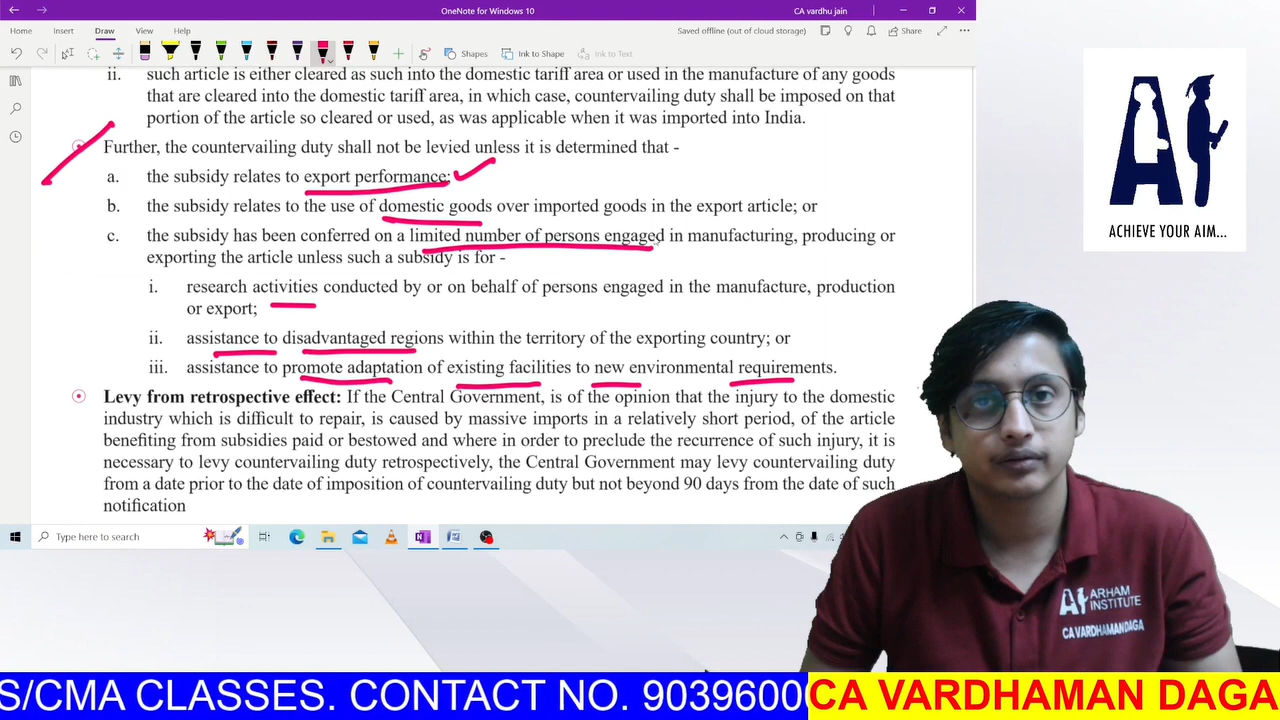 OneNote for Windows 10
CA vardhu jain
Home Insert Draw View Help
Saved offline (out of cloud storage)
Share
Shapes
Ink to Shape
Ink to Text
ii. such article is either cleared as such into the domestic tariff area or used in the manufacture of any goods
that are cleared into the domestic tariff area, in which case, countervailing duty shall be imposed on that
portion of the article so cleared or used, as was applicable when it was imported into India.
Further, the countervailing duty shall not be levied unless it is determined that -
a. the subsidy relates to export performance;
b. the subsidy relates to the use of domestic goods over imported goods in the export article; or
c. the subsidy has been conferred on a limited number of persons engaged in manufacturing, producing or
exporting the article unless such a subsidy is for -
i. research activities conducted by or on behalf of persons engaged in the manufacture, production
or export;
ii. assistance to disadvantaged regions within the territory of the exporting country; or
iii. assistance to promote adaptation of existing facilities to new environmental requirements.
Levy from retrospective effect: If the Central Government, is of the opinion that the injury to the domestic
industry which is difficult to repair, is caused by massive imports in a relatively short period, of the article
benefiting from subsidies paid or bestowed and where in order to preclude the recurrence of such injury, it is
necessary to levy countervailing duty retrospectively, the Central Government may levy countervailing duty
from a date prior to the date of imposition of countervailing duty but not beyond 90 days from the date of such
notification
Type here to search
ACHIEVE YOUR AIM...
ARHAM
INSTITUTE
CA VARDHAMAN DAGA
S/CMA CLASSES. CONTACT NO. 9039600
CA VARDHAMAN DAGA